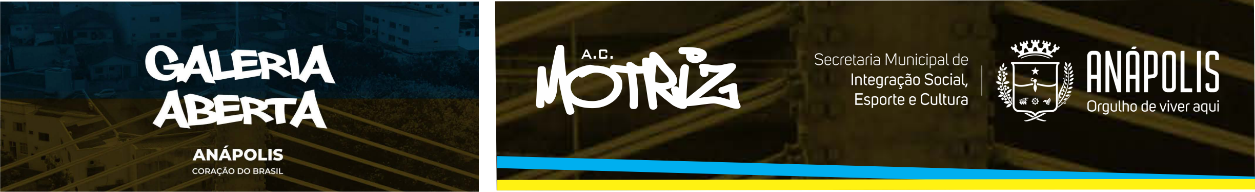 GALERIA
ABERTA
ANÁPOLIS
CORAÇÃO DO BRASIL
A.C.
MOTRIZ
Secretaria Municipal de
Integração Social,
Esporte e Cultura
ANÁPOLIS
Orgulho de viver aqui